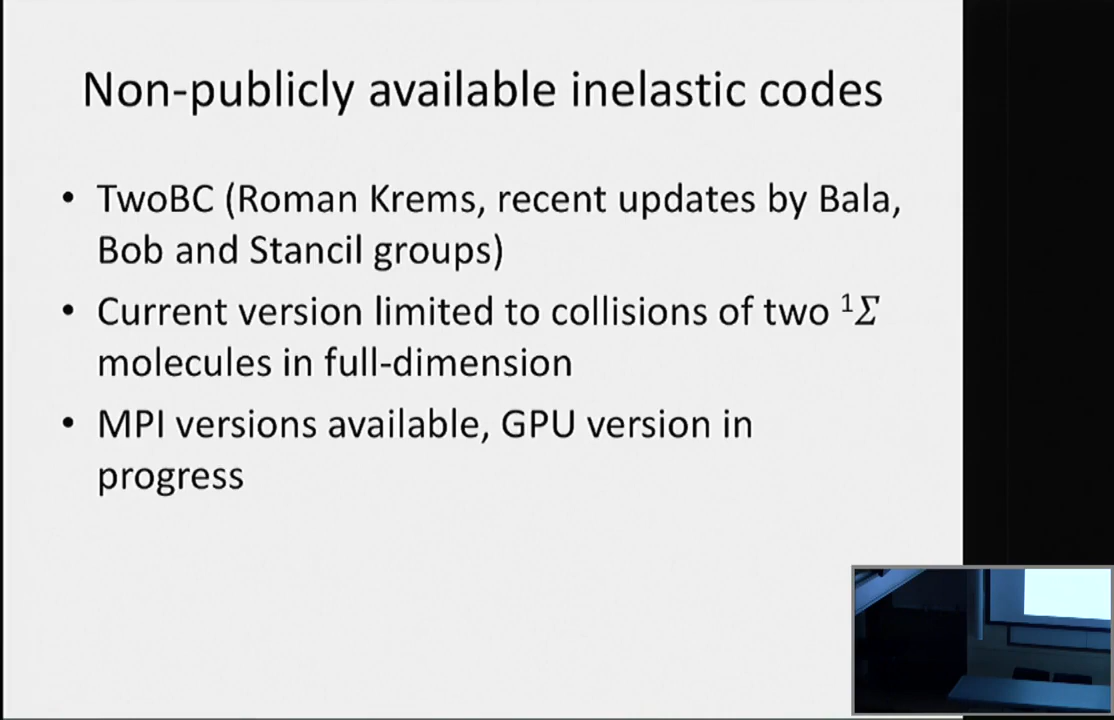 Non-publicly available inelastic codes
• TwoBC (Roman Krems, recent updates by Bala,
Bob and Stancil groups)
• Current version limited to collisions of two ¹Σ
molecules in full-dimension
• MPI versions available, GPU version in
progress